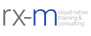 rx-m cloud native
training &
consulting